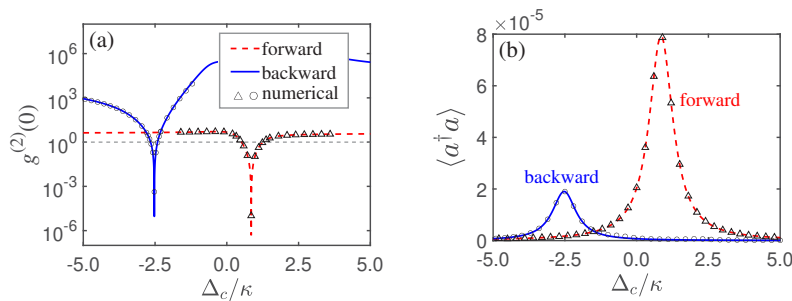 (a)
forward
backward
numerical
g^{(2)}(0)
10^6
10^3
10^0
10^{-3}
10^{-6}
-5.0 -2.5 0.0 2.5 5.0
Δ_c/κ
×10^{-5}
(b)
⟨a^†a⟩
8
6
4
2
0
forward
backward
-5.0 -2.5 0.0 2.5 5.0
Δ_c/κ